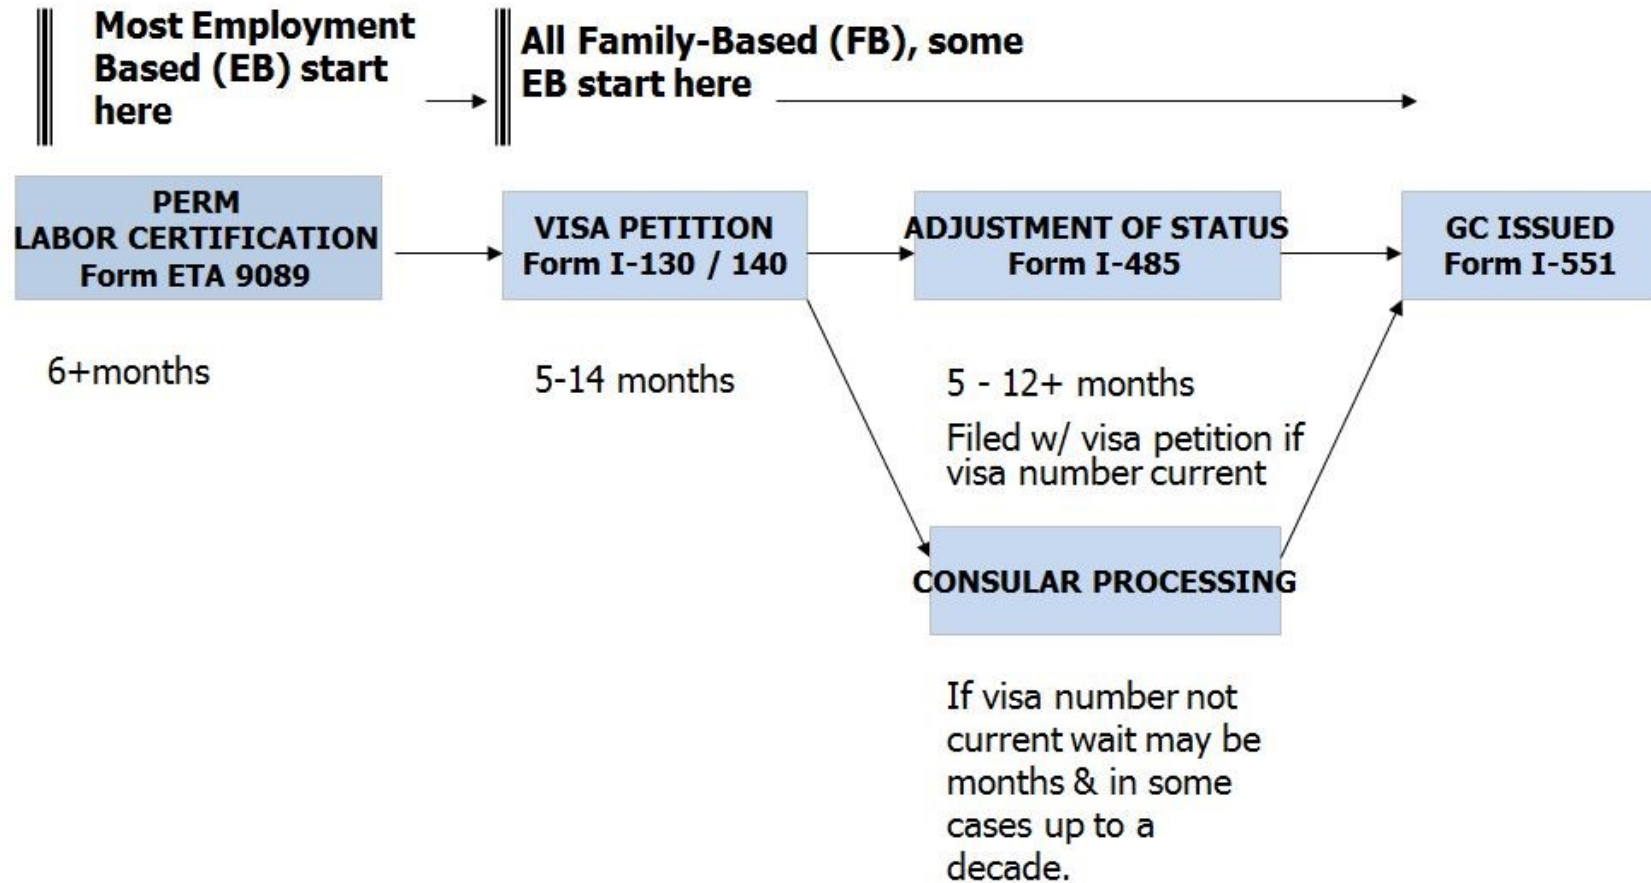 Most Employment
Based (EB) start
here
All Family-Based (FB), some
EB start here
PERM
LABOR CERTIFICATION
Form ETA 9089
VISA PETITION
Form I-130 / 140
ADJUSTMENT OF STATUS
Form I-485
GC ISSUED
Form I-551
6+months
5-14 months
5 - 12+ months
Filed w/ visa petition if
visa number current
CONSULAR PROCESSING
If visa number not
current wait may be
months & in some
cases up to a
decade.